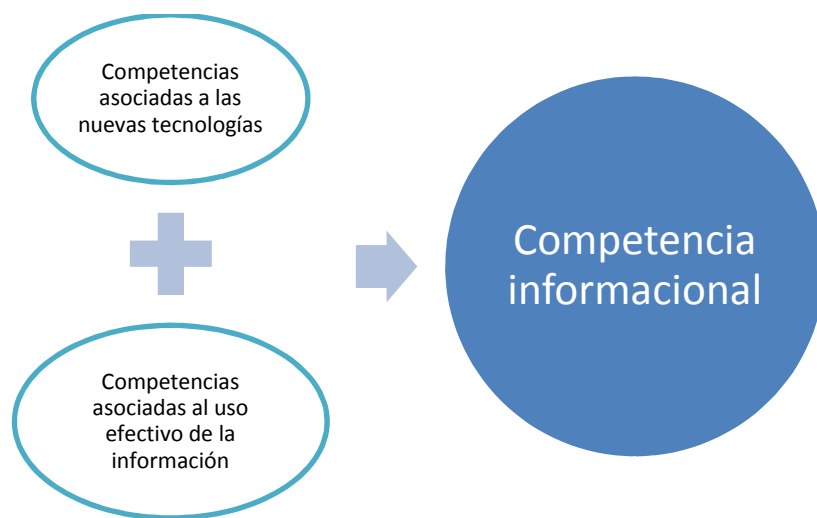 Competencias
asociadas a las
nuevas tecnologías
Competencias
asociadas al uso
efectivo de la
información
Competencia
informacional